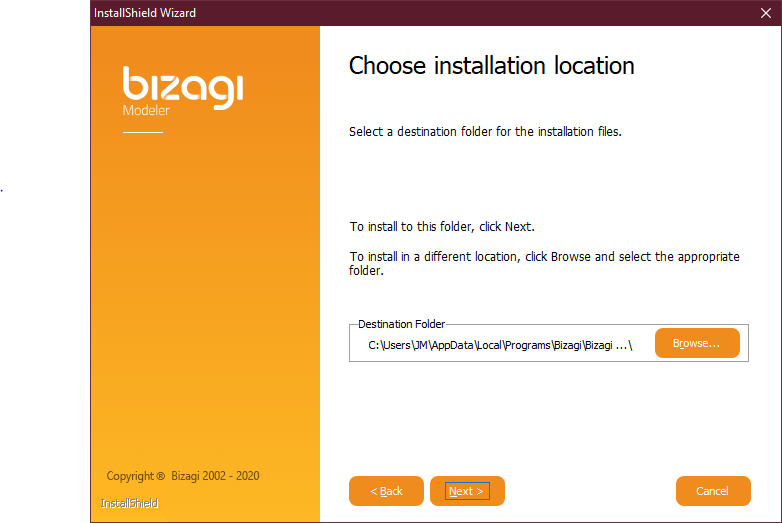 InstallShield Wizard
bizagi
Modeler
Choose installation location
Select a destination folder for the installation files.
To install to this folder, click Next.
To install in a different location, click Browse and select the appropriate
folder.
Destination Folder
C:\Users\JM\AppData\Local\Programs\Bizagi\Bizagi ...\
Browse...
Copyright ® Bizagi 2002 - 2020
InstallShield
< Back
Next >
Cancel